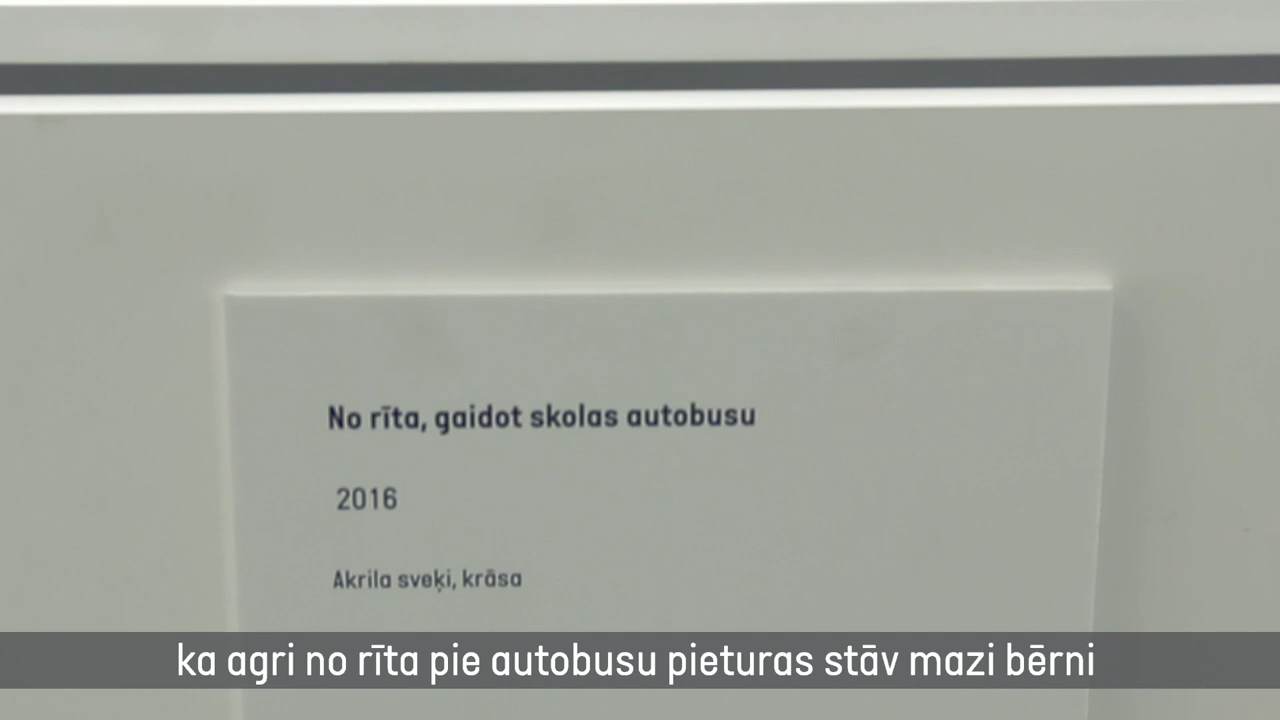 No rīta, gaidot skolas autobusu
2016
Akrila sveķi, krāsa
ka agri no rīta pie autobusu pieturas stāv mazi bērni